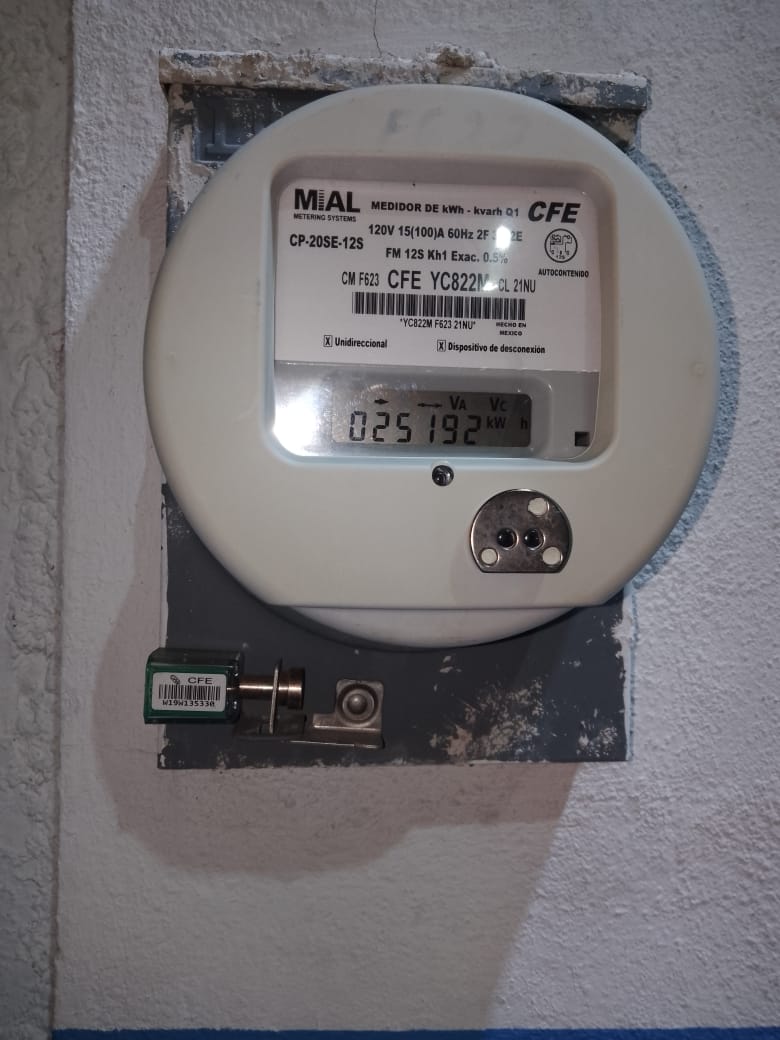 MIAL
METERING SYSTEMS
MEDIDOR DE kWh - kvarh Q1 CFE
120V 15(100)A 60Hz 2F 2E
CP-20SE-12S
FM 12S Kh1 Exac. 0.5%
AUTOCONTENIDO
CM F623 CFE YC822M CL 21NU
*YC822M F623 21NU*
HECHO EN
MEXICO
X Unidireccional X Dispositivo de desconexión
VA VC
025192 kW h
CFE
W19W135330